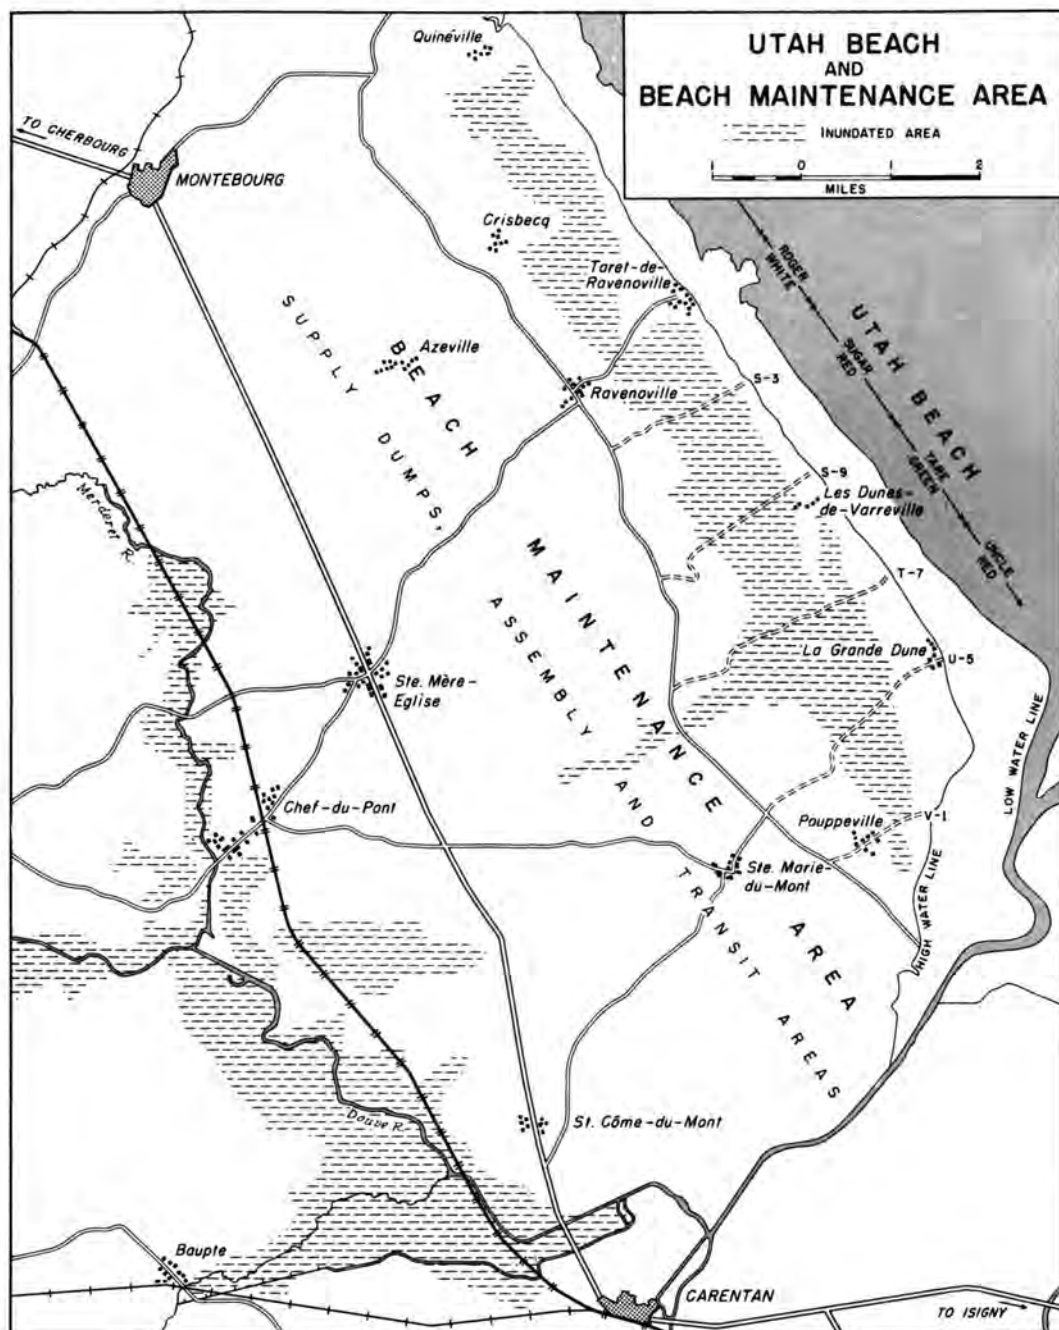 UTAH BEACH
AND
BEACH MAINTENANCE AREA
INUNDATED AREA
1 0 1 2
MILES
Quinéville
TO CHERBOURG
MONTEBOURG
Crisbecq
Taret-de-
Ravenoville
ROGER
WHITE
SUGAR
RED
TARE
GREEN
UNCLE
RED
UTAH BEACH
Azeville
Ravenoville
S-3
S-9
Les Dunes-
de-Varreville
T-7
La Grande Dune
U-5
Merderet R.
SUPPLY DUMPS,
ASSEMBLY AND
TRANSIT AREAS
BEACH
MAINTENANCE
AREA
Ste. Mère-
Eglise
Chef-du-Pont
Pouppeville
V-1
Ste. Marie-
du-Mont
LOW WATER LINE
HIGH WATER LINE
St. Côme-du-Mont
Douve R.
Baupte
CARENTAN
TO ISIGNY